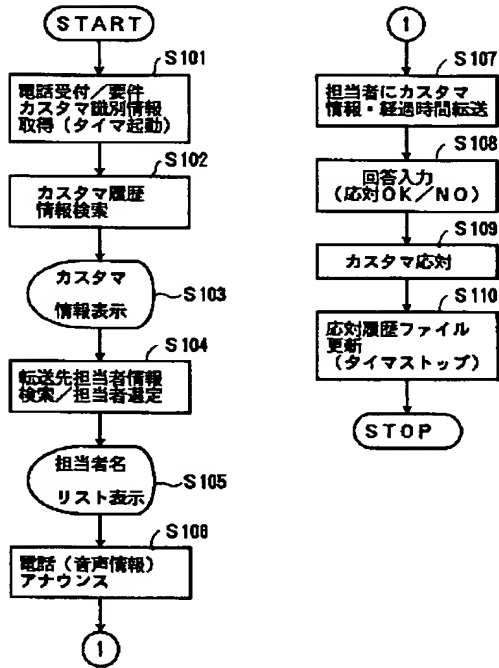 START
S101
電話受付／要件
カスタマ識別情報
取得（タイマ起動）
S102
カスタマ履歴
情報検索
カスタマ
情報表示
S103
S104
転送先担当者情報
検索／担当者選定
担当者名
リスト表示
S105
S106
電話（音声情報）
アナウンス
1
1
S107
担当者にカスタマ
情報・経過時間転送
S108
回答入力
（応対OK／NO）
S109
カスタマ応対
S110
応対履歴ファイル
更新
（タイマストップ）
STOP